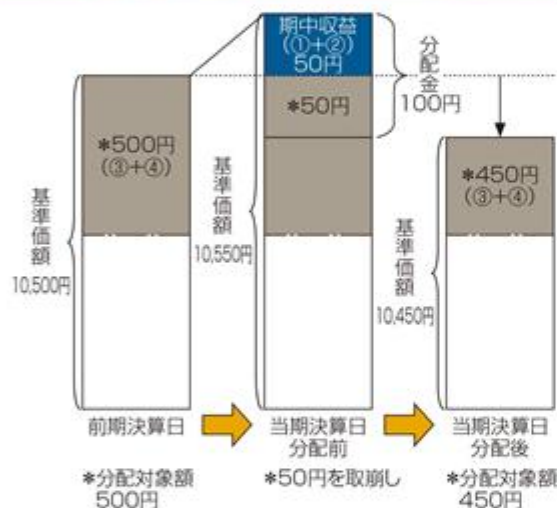 期中収益
(①+②)
50円
*50円
分配金
100円
*500円
(③+④)
基準価額
10,500円
基準価額
10,550円
*450円
(③+④)
基準価額
10,450円
前期決算日
当期決算日
分配前
当期決算日
分配後
*分配対象額
500円
*50円を取崩し
*分配対象額
450円